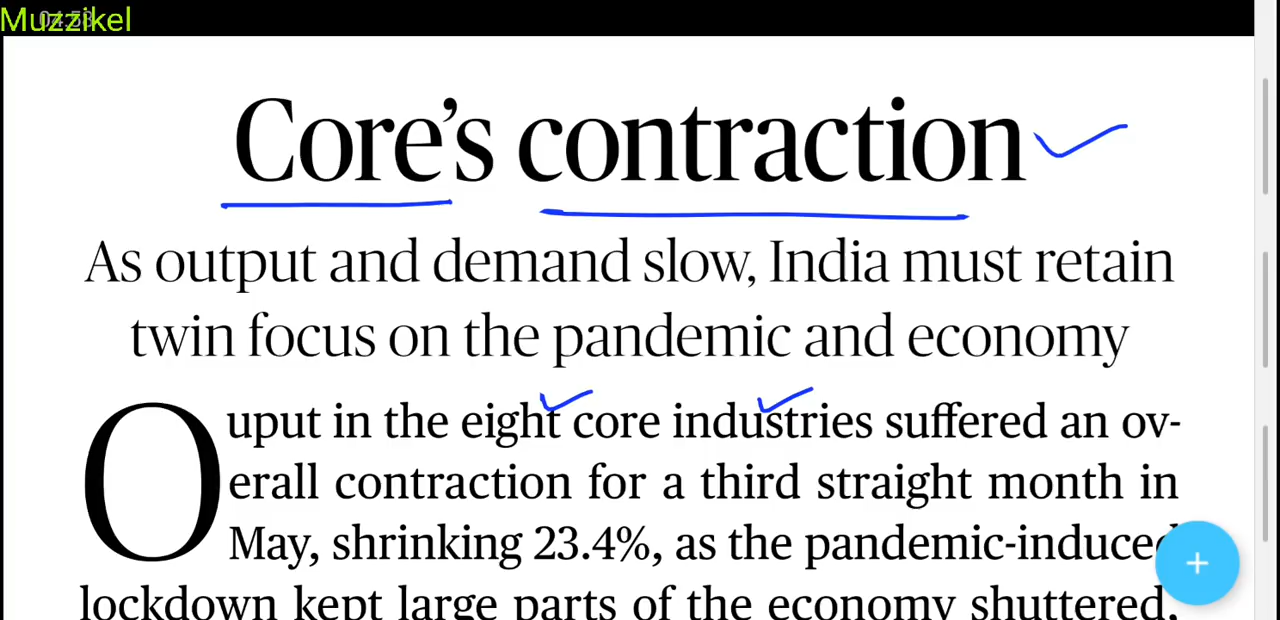 Muzzikel
Core’s contraction
As output and demand slow, India must retain
twin focus on the pandemic and economy
Ouput in the eight core industries suffered an ov-
erall contraction for a third straight month in
May, shrinking 23.4%, as the pandemic-induced
lockdown kept large parts of the economy shuttered,